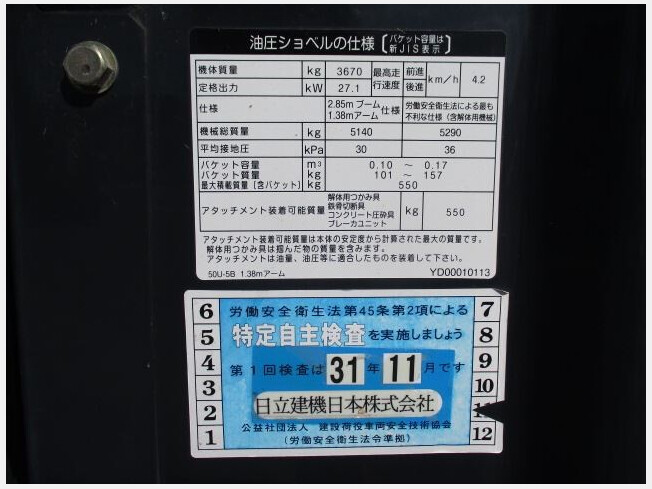 油圧ショベルの仕様 〔バケット容量は新JIS表示〕
機体質量 kg 3670 最高走行速度 前進 後進 km/h 4.2
定格出力 kW 27.1
仕様 2.85m ブーム 1.38mアーム 仕様 労働安全衛生法による最も不利な仕様(含解体用機械)
機械総質量 kg 5140 5290
平均接地圧 kPa 30 36
バケット容量 m³ 0.10 ～ 0.17
バケット質量 kg 101 ～ 157
最大積載質量〔含バケット〕 kg 550
アタッチメント装着可能質量 解体用つかみ具 鉄骨切断具 コンクリート圧砕具 ブレーカユニット kg 550
アタッチメント装着可能質量は本体の安定度から計算された最大の質量です。
解体用つかみ具は掴んだ物の質量を含みます。
アタッチメントは油量、油圧等に適合したものを装着して下さい。
50U-5B 1.38mアーム YD00010113
6 労働安全衛生法第45条第2項による 7
5 特定自主検査を実施しましょう 8
4 第1回検査は 31 年 11 月です 9
3 10
2 日立建機日本株式会社 11
1 公益社団法人 建設荷役車両安全技術協会 12
(労働安全衛生法令準拠)